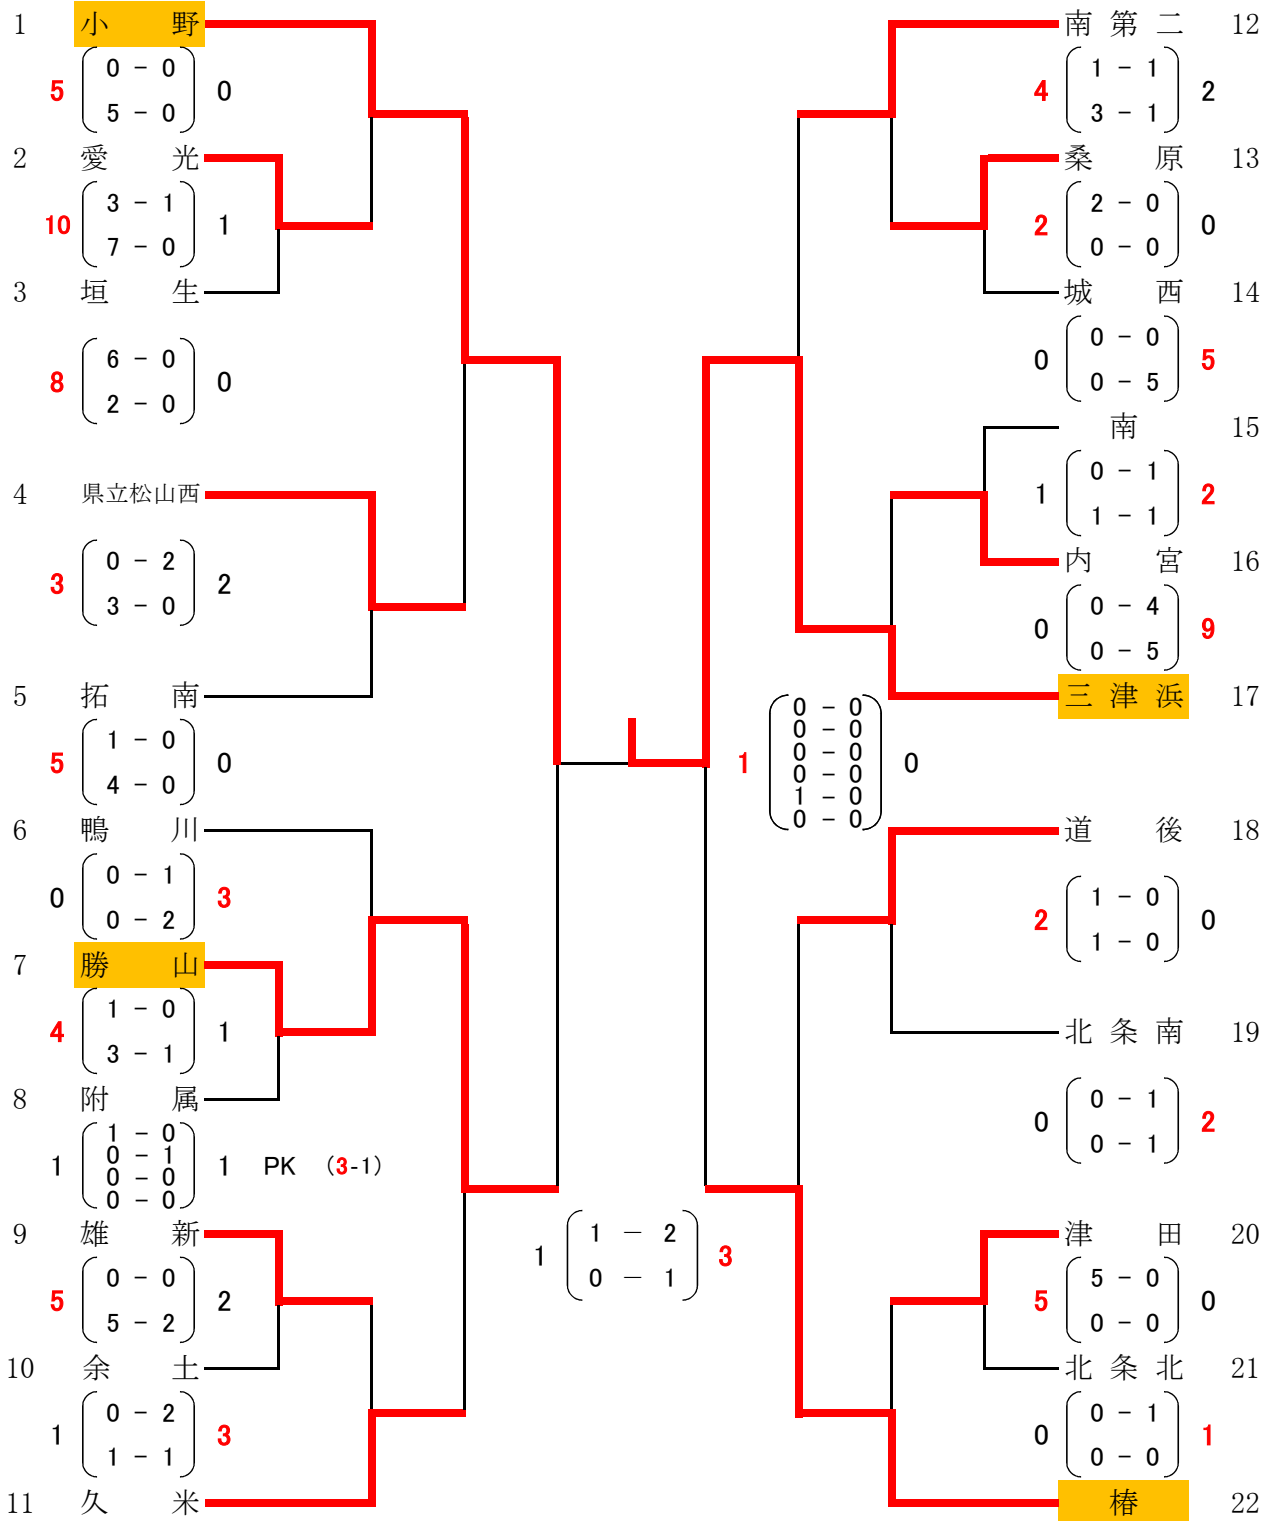 1 小野
0 - 0
5 0
5 - 0
2 愛光
3 - 1
10 1
7 - 0
3 垣生
6 - 0
8 0
2 - 0
4 県立松山西
0 - 2
3 2
3 - 0
5 拓南
1 - 0
5 0
4 - 0
6 鴨川
0 - 1
0 3
0 - 2
7 勝山
1 - 0
4 1
3 - 1
8 附属
1 - 0
0 - 1
1 1 PK (3-1)
0 - 0
0 - 0
9 雄新
0 - 0
5 2
5 - 2
10 余土
0 - 2
1 3
1 - 1
11 久米
0 - 0
0 - 0
0 - 0
1 0
0 - 0
1 - 0
0 - 0
1 - 2
1 3
0 - 1
南第二 12
1 - 1
4 2
3 - 1
桑原 13
2 - 0
2 0
0 - 0
城西 14
0 - 0
0 5
0 - 5
南 15
0 - 1
1 2
1 - 1
内宮 16
0 - 4
0 9
0 - 5
三津浜 17
道後 18
1 - 0
2 0
1 - 0
北条南 19
0 - 1
0 2
0 - 1
津田 20
5 - 0
5 0
0 - 0
北条北 21
0 - 1
0 1
0 - 0
椿 22